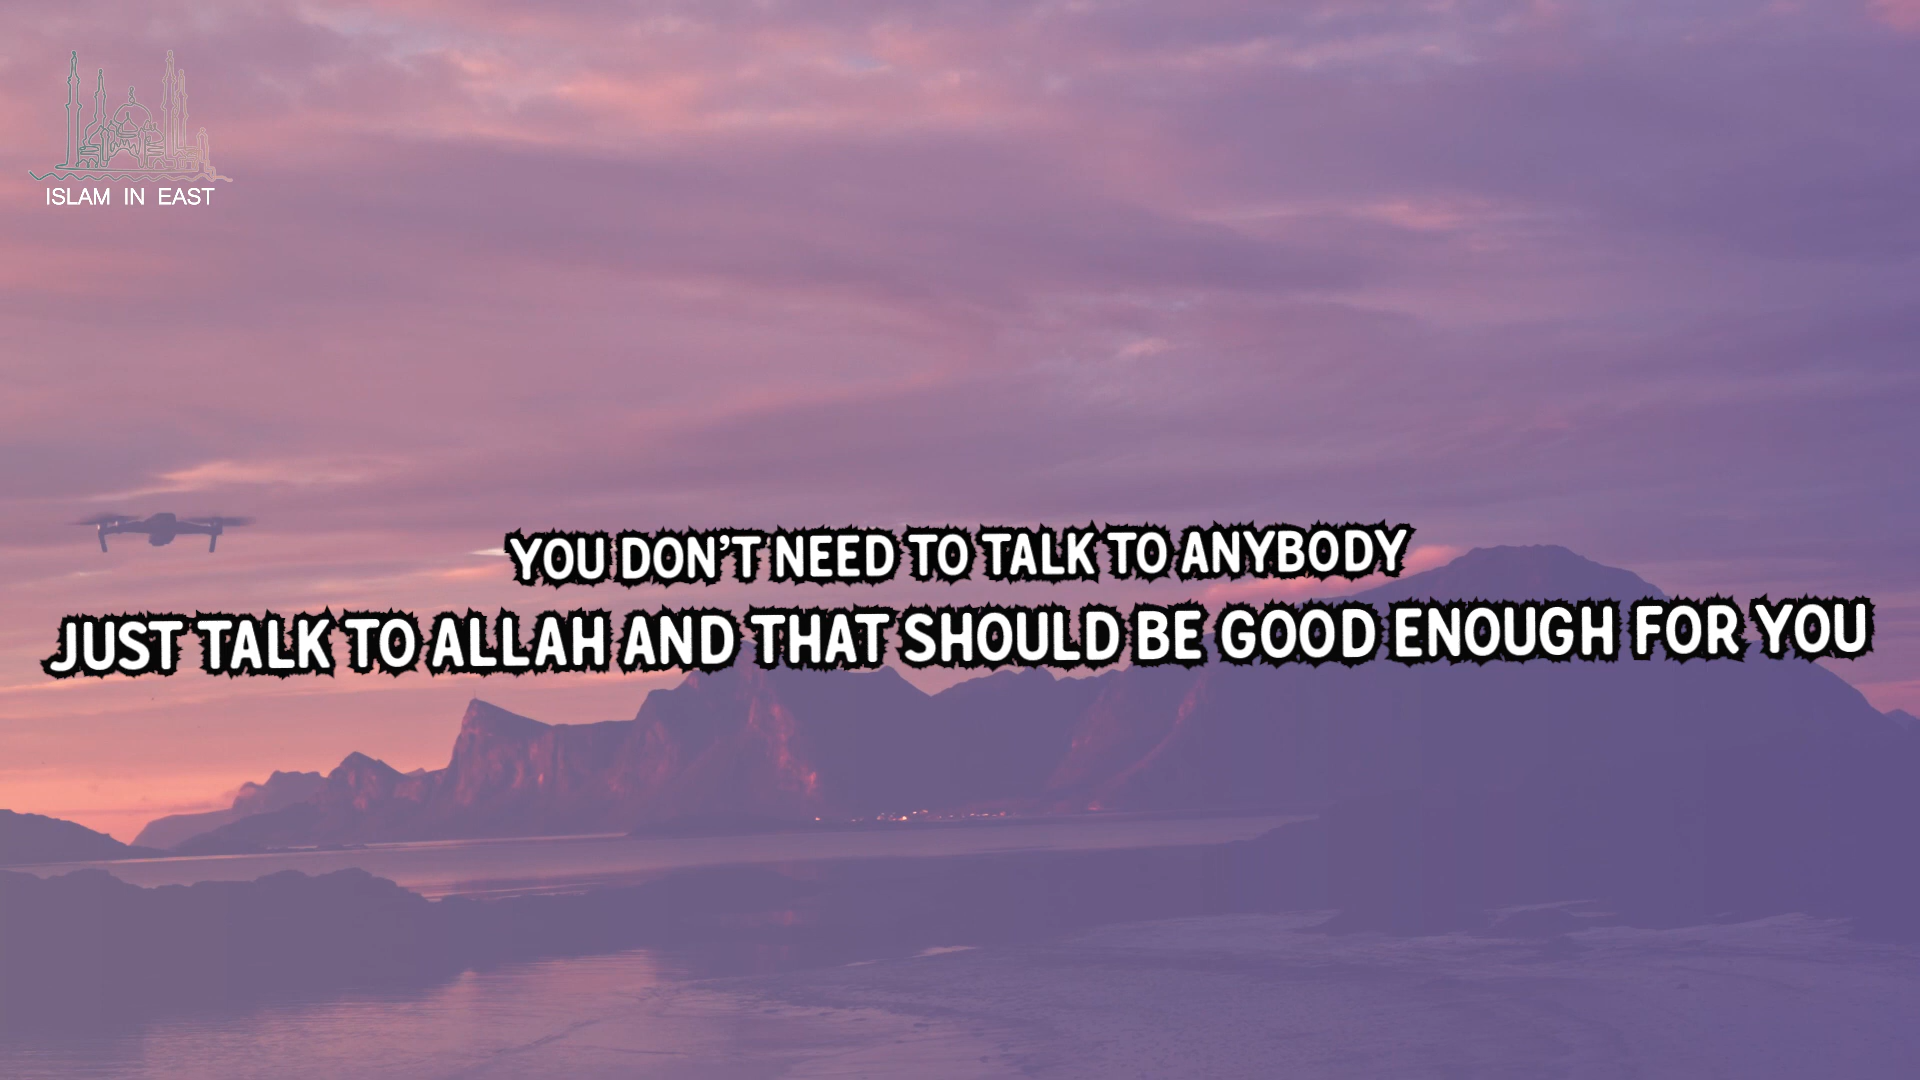 ISLAM IN EAST
YOU DON'T NEED TO TALK TO ANYBODY
JUST TALK TO ALLAH AND THAT SHOULD BE GOOD ENOUGH FOR YOU